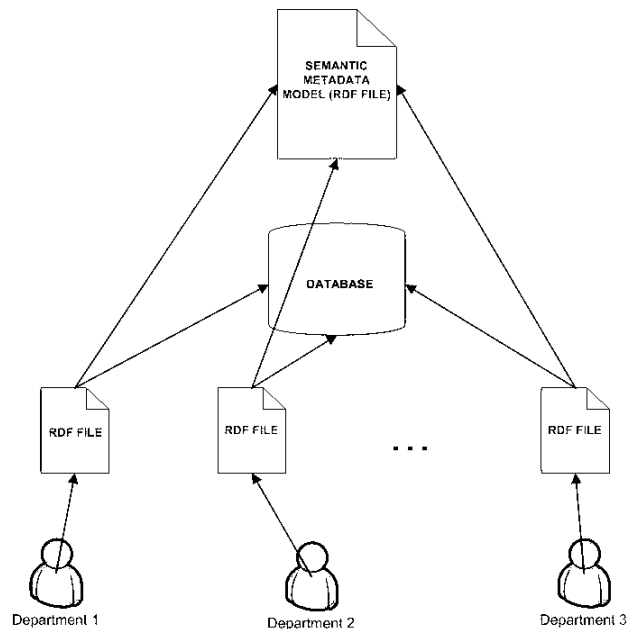 SEMANTIC
METADATA
MODEL (RDF FILE)
DATABASE
RDF FILE
RDF FILE
RDF FILE
...
Department 1
Department 2
Department 3